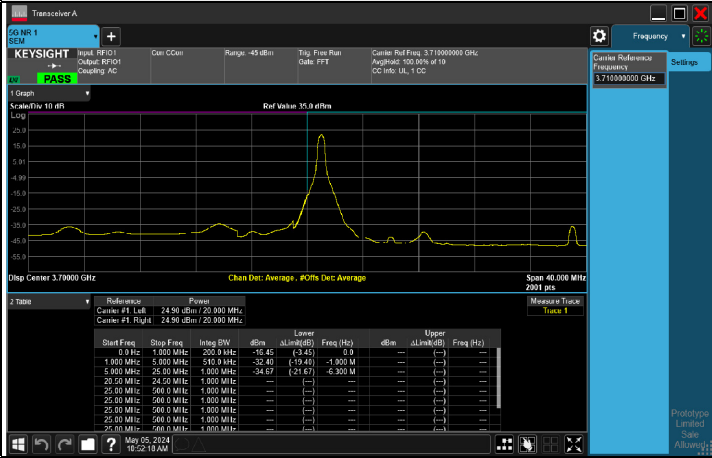 Transceiver A
5G NR 1
SEM
Frequency
KEYSIGHT
PASS
Input: RFIO1
Output: RFIO1
Coupling: AC
Corr CCorr
Range: -45 dBm
Trig: Free Run
Gate: FFT
Carrier Ref Freq: 3.710000000 GHz
Avg|Hold: 100.00% of 10
CC Info: UL, 1 CC
Carrier Reference
Frequency
3.710000000 GHz
Settings
1 Graph
Scale/Div 10 dB
Ref Value 35.0 dBm
Log
25.0
15.0
5.91
-4.99
-15.0
-25.0
-35.0
-45.0
-55.0
Disp Center 3.70000 GHz
Chan Det: Average , #Offs Det: Average
Span 40.000 MHz
2001 pts
2 Table
Measure Trace
Trace 1
Reference Power
Carrier #1. Left 24.90 dBm / 20.000 MHz
Carrier #1. Right 24.90 dBm / 20.000 MHz
Lower Upper
Start Freq Stop Freq Integ BW dBm ΔLimit(dB) Freq (Hz) dBm ΔLimit(dB) Freq (Hz)
0.0 Hz 1.000 MHz 200.0 kHz -16.45 (-3.45) 0.0 --- (---) ---
1.000 MHz 5.000 MHz 510.0 kHz -32.40 (-19.40) -1.000 M --- (---) ---
5.000 MHz 25.00 MHz 1.000 MHz -34.67 (-21.67) -6.300 M --- (---) ---
20.50 MHz 24.50 MHz 1.000 MHz --- (---) --- --- (---) ---
25.00 MHz 500.0 MHz 1.000 MHz --- (---) --- --- (---) ---
25.00 MHz 500.0 MHz 1.000 MHz --- (---) --- --- (---) ---
25.00 MHz 500.0 MHz 1.000 MHz --- (---) --- --- (---) ---
25.00 MHz 500.0 MHz 1.000 MHz --- (---) --- --- (---) ---
25.00 MHz 500.0 MHz 1.000 MHz --- (---) --- --- (---) ---
Prototype
Limited
Sale
Allowed
May 05, 2024
10:52:18 AM